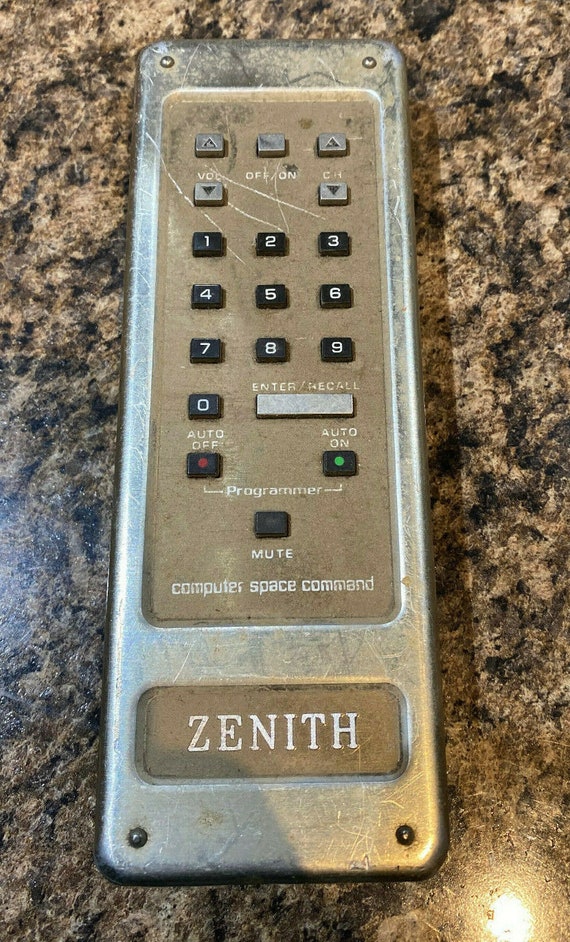 VOL OFF/ON CH
1 2 3
4 5 6
7 8 9
ENTER/RECALL
0
AUTO OFF
AUTO ON
Programmer
MUTE
computer space command
ZENITH